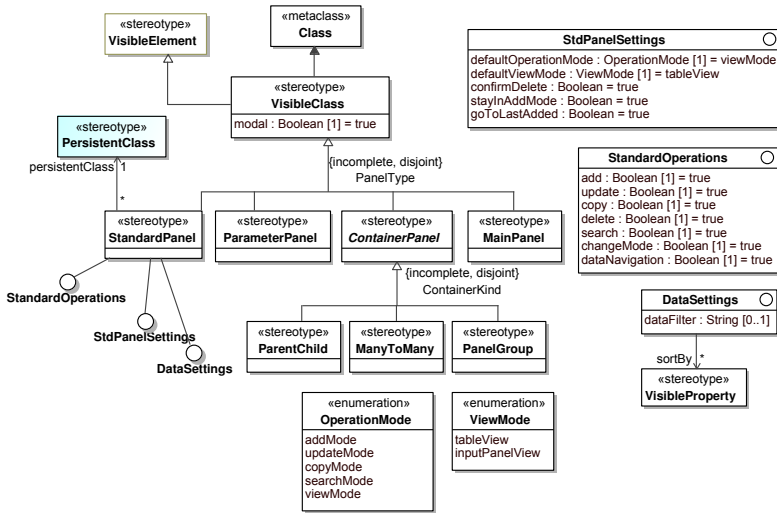 «stereotype»
VisibleElement
«metaclass»
Class
StdPanelSettings
defaultOperationMode : OperationMode [1] = viewMode
defaultViewMode : ViewMode [1] = tableView
confirmDelete : Boolean = true
stayInAddMode : Boolean = true
goToLastAdded : Boolean = true
«stereotype»
VisibleClass
modal : Boolean [1] = true
«stereotype»
PersistentClass
persistentClass 1
*
{incomplete, disjoint}
PanelType
StandardOperations
add : Boolean [1] = true
update : Boolean [1] = true
copy : Boolean [1] = true
delete : Boolean [1] = true
search : Boolean [1] = true
changeMode : Boolean [1] = true
dataNavigation : Boolean [1] = true
«stereotype»
StandardPanel
«stereotype»
ParameterPanel
«stereotype»
ContainerPanel
«stereotype»
MainPanel
{incomplete, disjoint}
ContainerKind
StandardOperations
StdPanelSettings
DataSettings
«stereotype»
ParentChild
«stereotype»
ManyToMany
«stereotype»
PanelGroup
DataSettings
dataFilter : String [0..1]
sortBy *
«stereotype»
VisibleProperty
«enumeration»
OperationMode
addMode
updateMode
copyMode
searchMode
viewMode
«enumeration»
ViewMode
tableView
inputPanelView